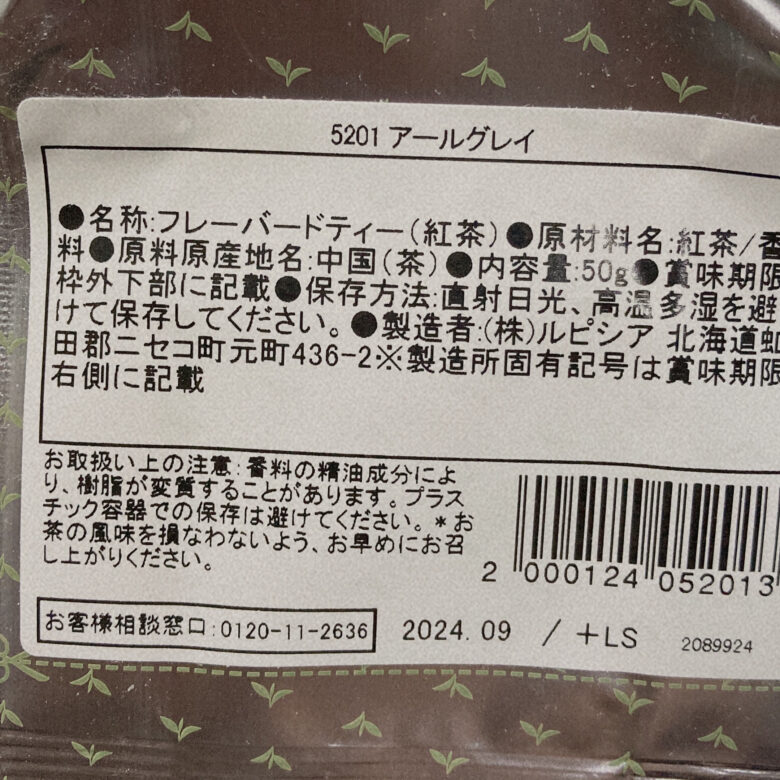 5201 アールグレイ
●名称:フレーバードティー(紅茶)●原材料名:紅茶/香
料●原料原産地名:中国(茶)●内容量:50g●賞味期限
枠外下部に記載●保存方法:直射日光、高温多湿を避
けて保存してください。●製造者:(株)ルピシア 北海道虻
田郡ニセコ町元町436-2※製造所固有記号は賞味期限
右側に記載
お取扱い上の注意:香料の精油成分によ
り、樹脂が変質することがあります。プラス
チック容器での保存は避けてください。*お
茶の風味を損なわないよう、お早めにお召
し上がりください。
2 000124 052013
お客様相談窓口:0120-11-2636
2024.09 / +LS
2089924